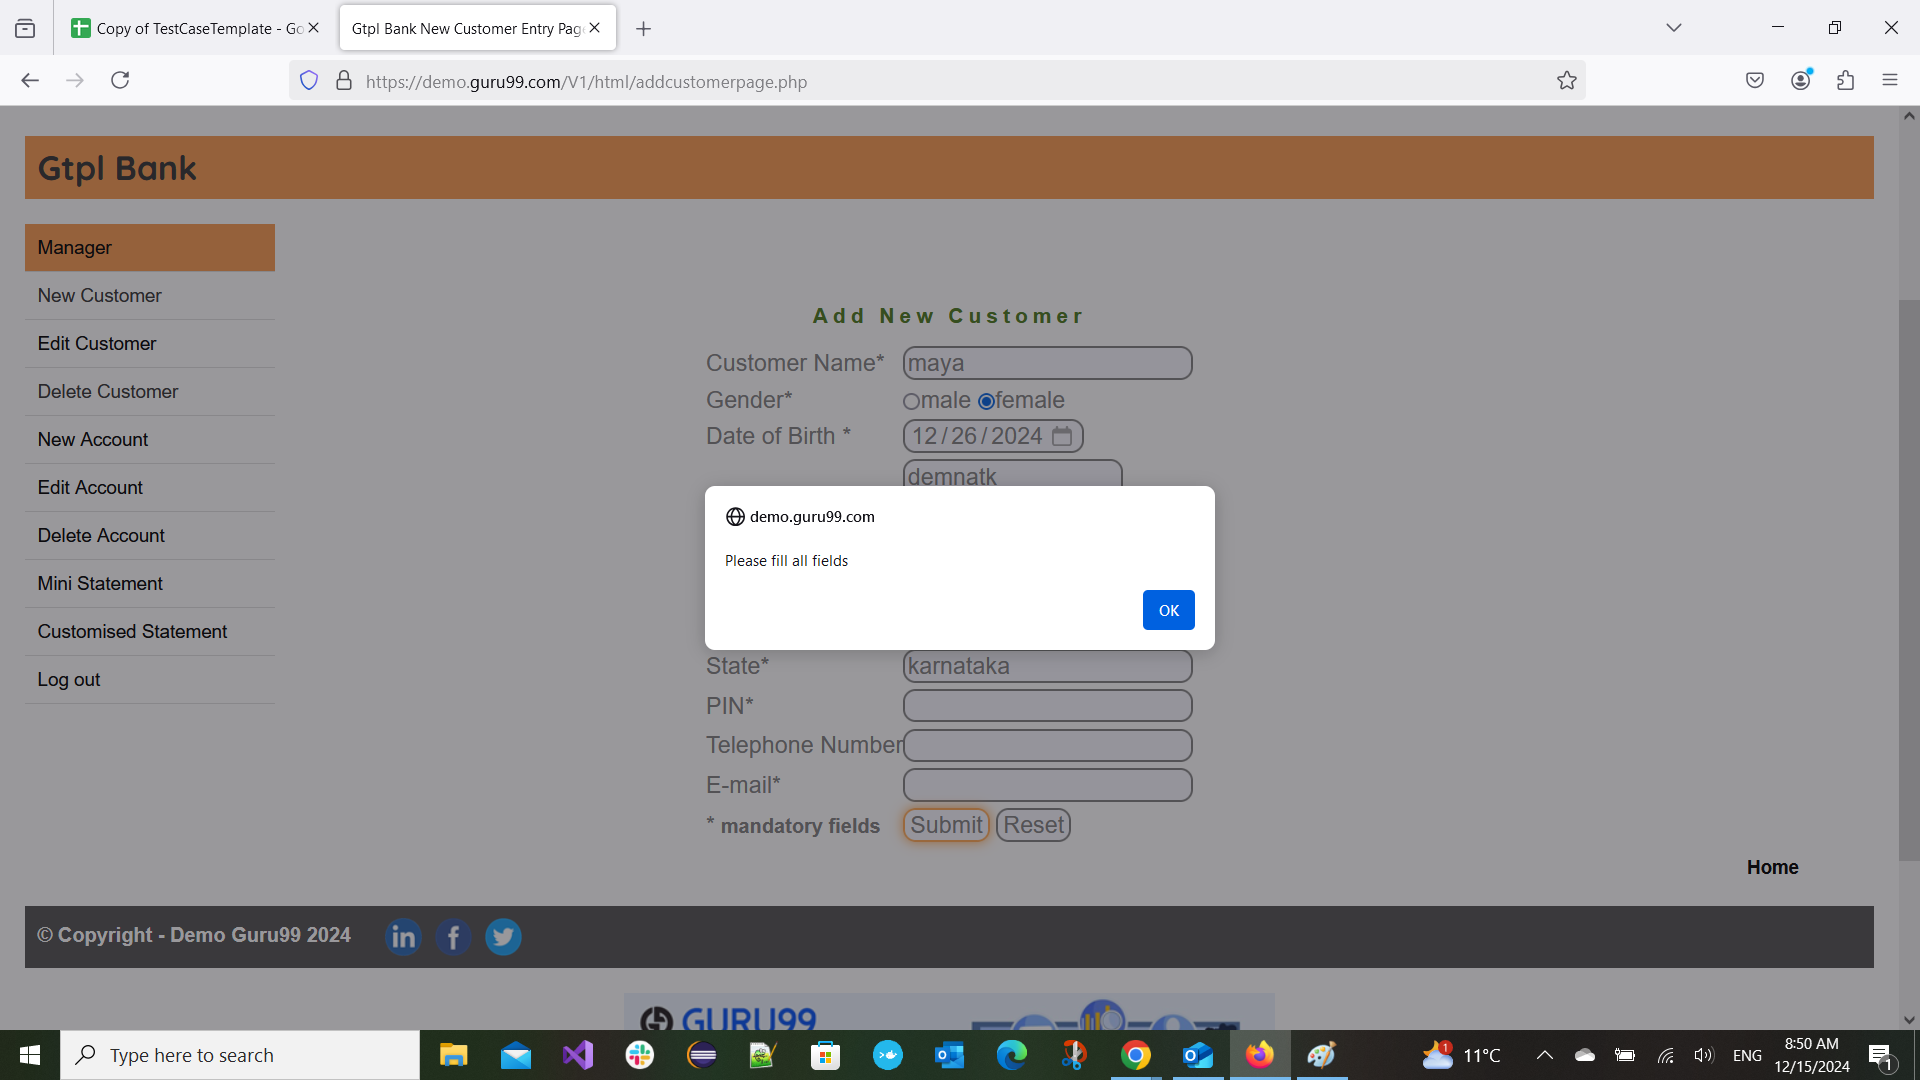 Copy of TestCaseTemplate - Go
Gtpl Bank New Customer Entry Pag
https://demo.guru99.com/V1/html/addcustomerpage.php
Gtpl Bank
Manager
New Customer
Edit Customer
Delete Customer
New Account
Edit Account
Delete Account
Mini Statement
Customised Statement
Log out
Add New Customer
Customer Name* maya
Gender* male female
Date of Birth * 12/26/2024
demnatk
demo.guru99.com
Please fill all fields
OK
State* karnataka
PIN*
Telephone Number
E-mail*
* mandatory fields Submit Reset
Home
© Copyright - Demo Guru99 2024
GURU99
Type here to search
1
11°C
ENG
8:50 AM
12/15/2024
1